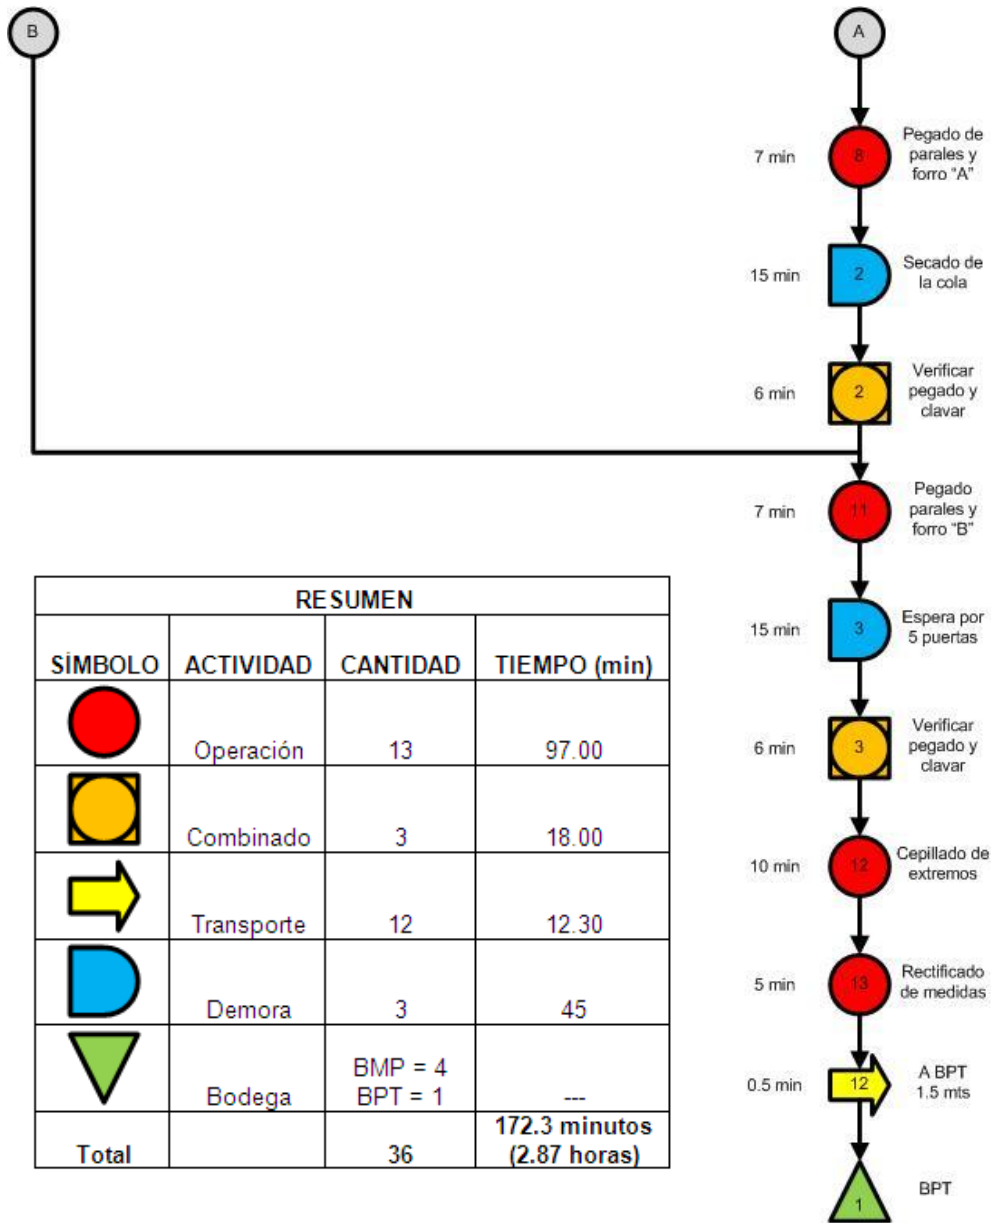 B
A
7 min
8
Pegado de
parales y
forro "A"
15 min
2
Secado de
la cola
6 min
2
Verificar
pegado y
clavar
7 min
11
Pegado
parales y
forro "B"
15 min
3
Espera por
5 puertas
6 min
3
Verificar
pegado y
clavar
10 min
12
Cepillado de
extremos
5 min
13
Rectificado
de medidas
0.5 min
12
A BPT
1.5 mts
1
BPT
RESUMEN
SÍMBOLO ACTIVIDAD CANTIDAD TIEMPO (min)
Operación 13 97.00
Combinado 3 18.00
Transporte 12 12.30
Demora 3 45
Bodega BMP = 4 ---
BPT = 1
Total 36 172.3 minutos
(2.87 horas)